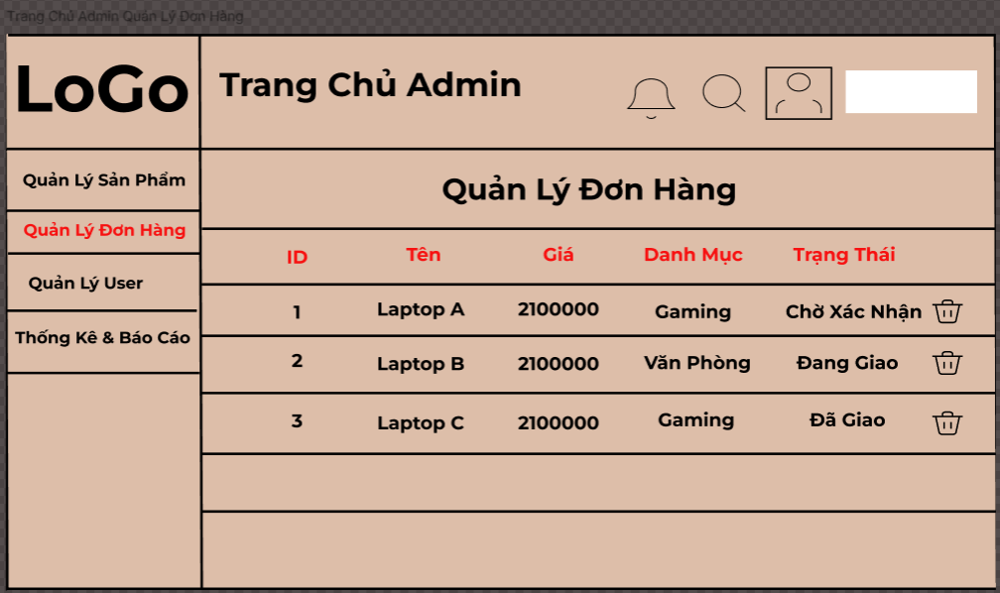 Trang Chủ Admin Quản Lý Đơn Hàng
LoGo
Trang Chủ Admin
Quản Lý Sản Phẩm
Quản Lý Đơn Hàng
Quản Lý User
Thống Kê & Báo Cáo
Quản Lý Đơn Hàng
ID Tên Giá Danh Mục Trạng Thái
1 Laptop A 2100000 Gaming Chờ Xác Nhận
2 Laptop B 2100000 Văn Phòng Đang Giao
3 Laptop C 2100000 Gaming Đã Giao